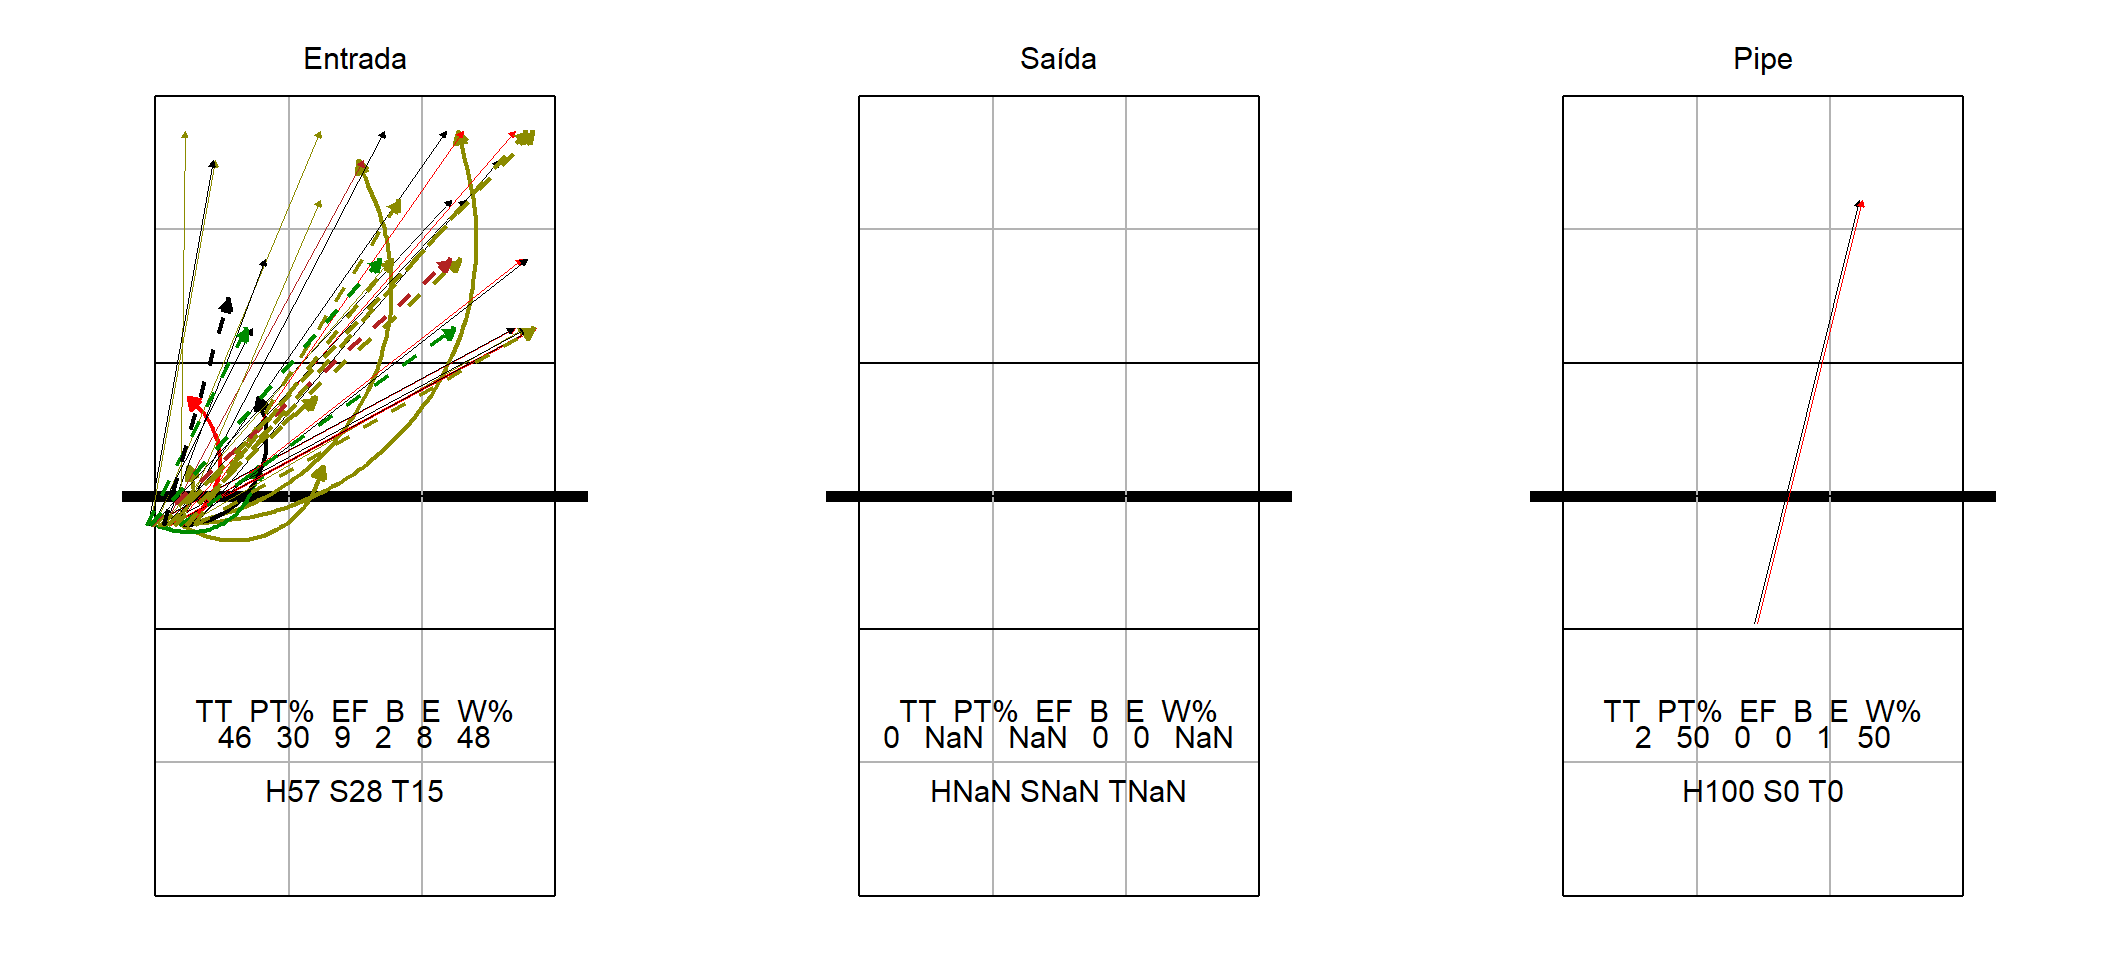 Entrada
TT PT% EF B E W%
46 30 9 2 8 48
H57 S28 T15
Saída
TT PT% EF B E W%
0 NaN NaN 0 0 NaN
HNaN SNaN TNaN
Pipe
TT PT% EF B E W%
2 50 0 0 1 50
H100 S0 T0